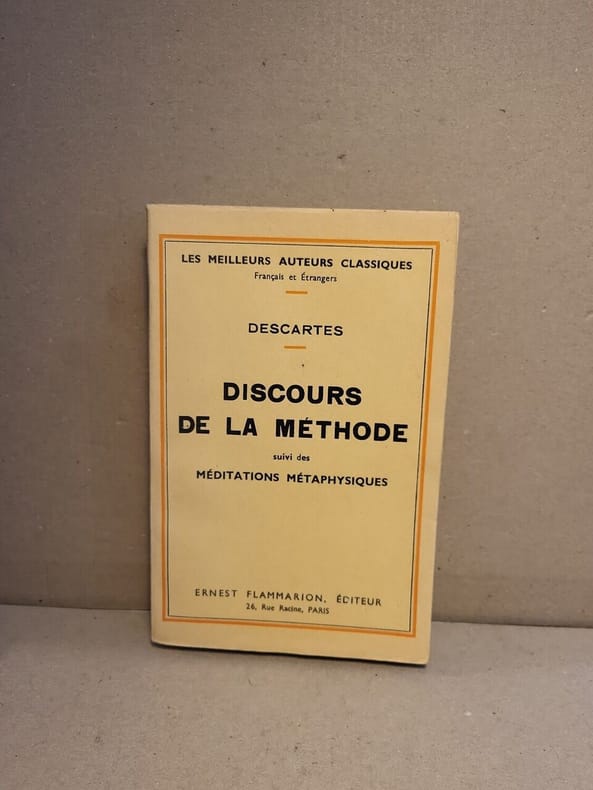 LES MEILLEURS AUTEURS CLASSIQUES
Français et Étrangers
DESCARTES
DISCOURS
DE LA MÉTHODE
suivi des
MÉDITATIONS MÉTAPHYSIQUES
ERNEST FLAMMARION, ÉDITEUR
26, Rue Racine, PARIS